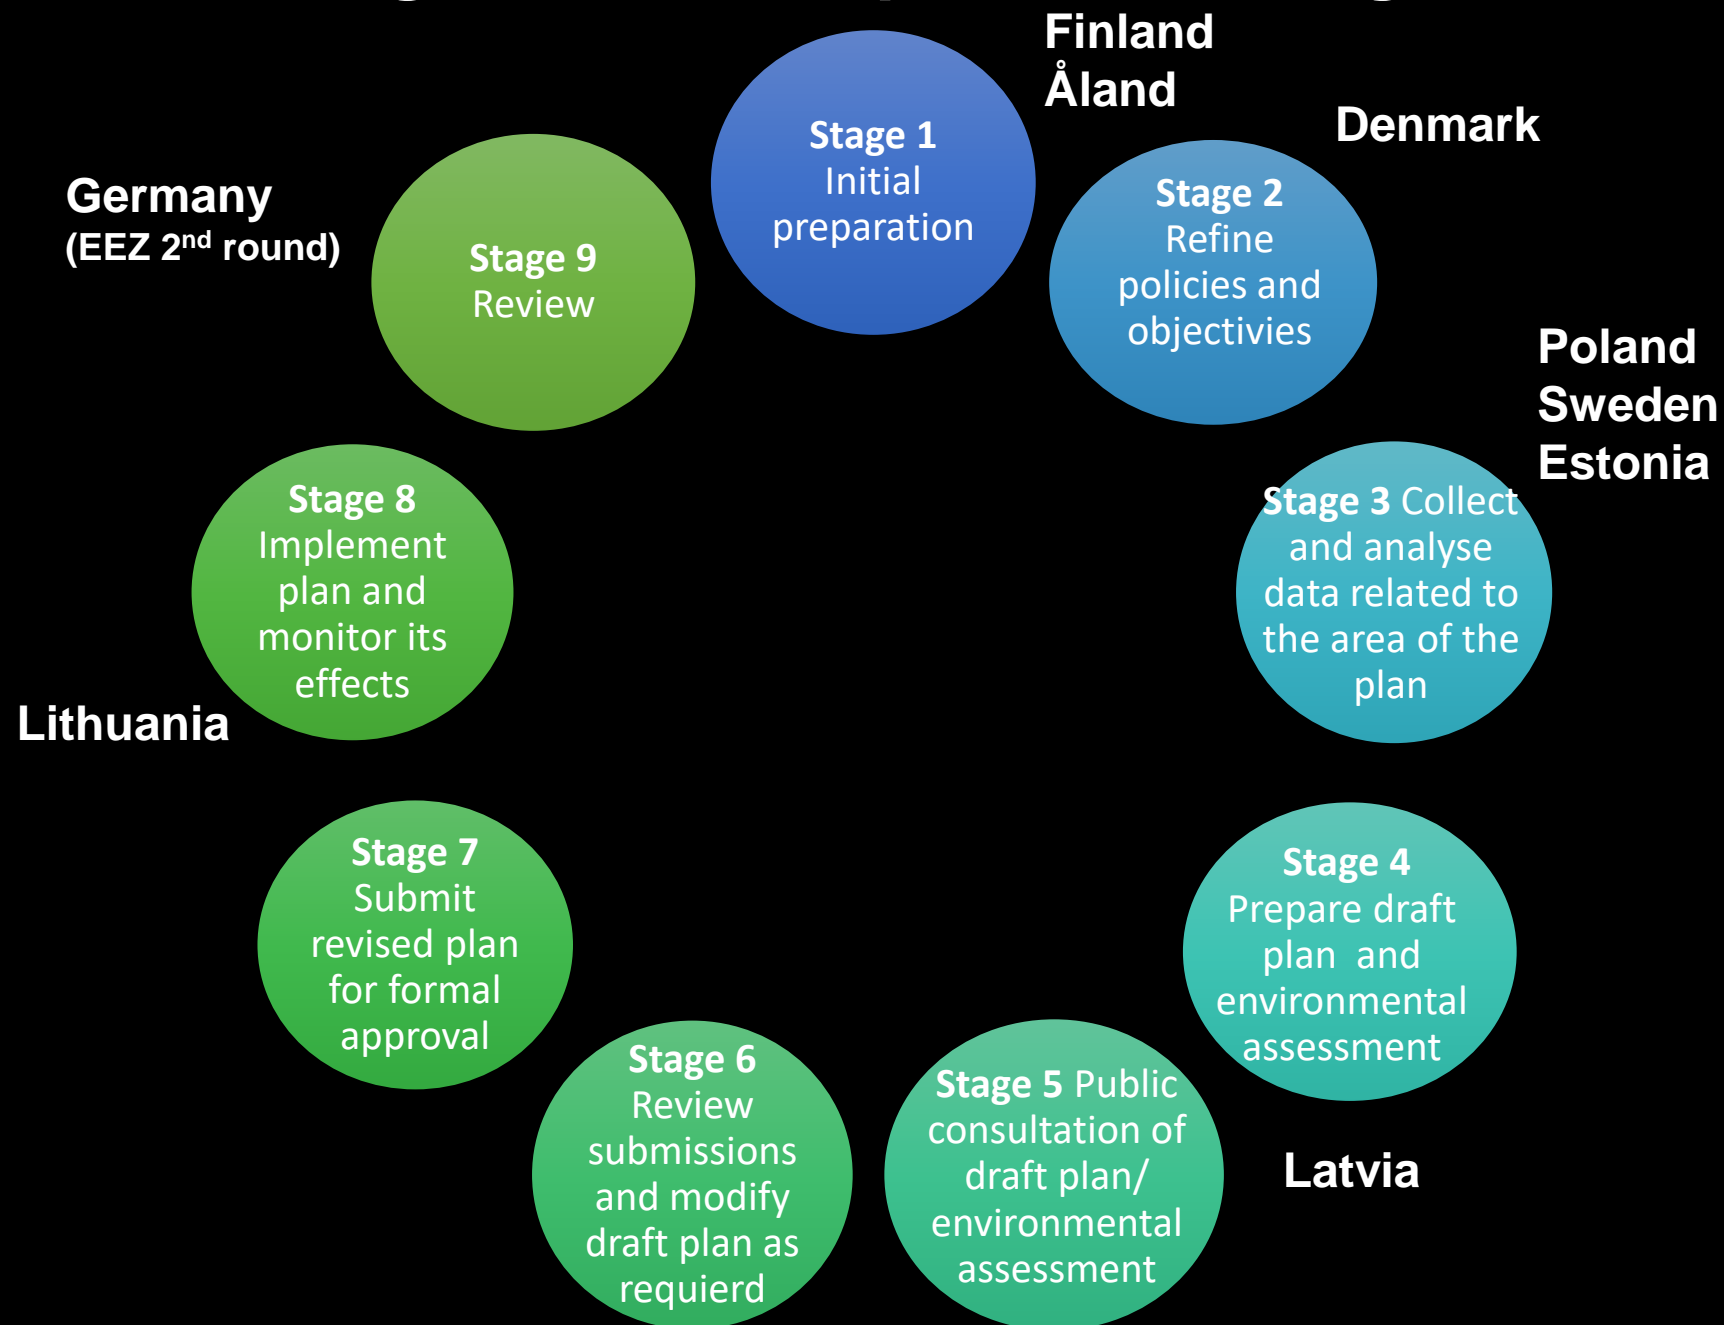 Finland
Åland
Denmark
Germany
(EEZ 2nd round)
Poland
Sweden
Estonia
Lithuania
Latvia
Stage 1
Initial
preparation
Stage 2
Refine
policies and
objectivies
Stage 3 Collect
and analyse
data related to
the area of the
plan
Stage 4
Prepare draft
plan and
environmental
assessment
Stage 5 Public
consultation of
draft plan/
environmental
assessment
Stage 6
Review
submissions
and modify
draft plan as
requierd
Stage 7
Submit
revised plan
for formal
approval
Stage 8
Implement
plan and
monitor its
effects
Stage 9
Review